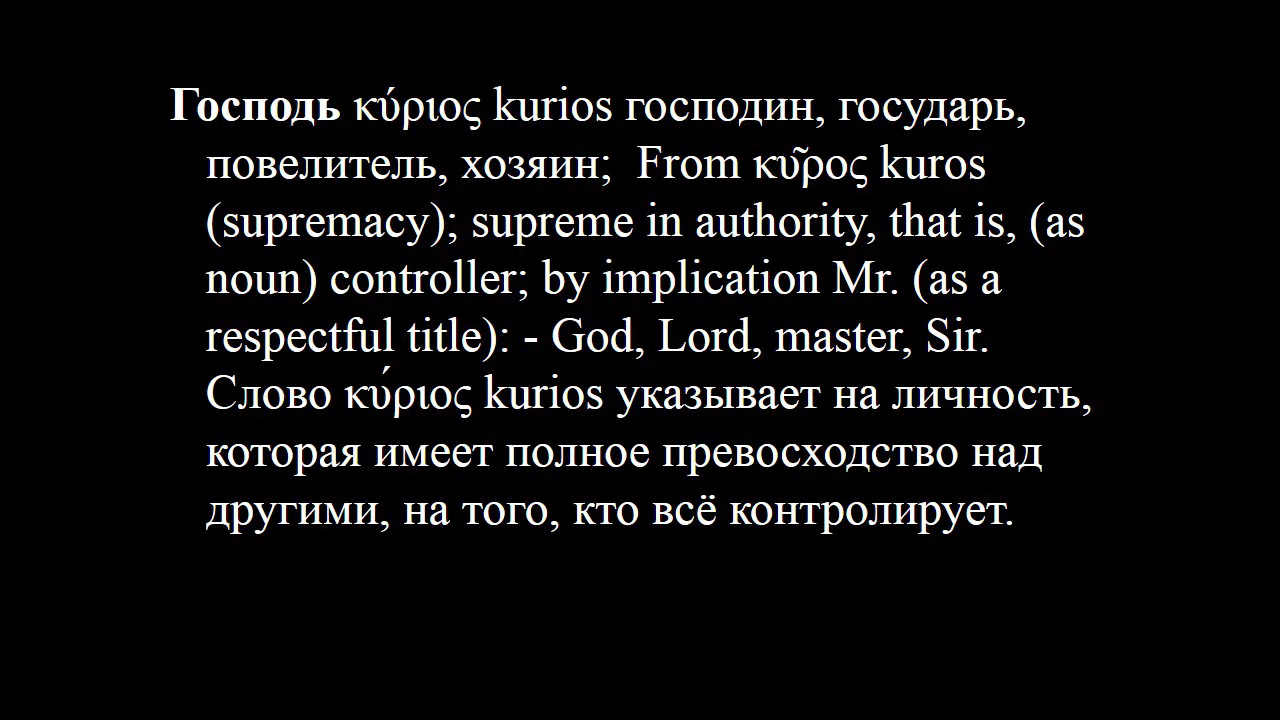 Господь κύριος kurios господин, государь,
повелитель, хозяин;  From κῦρος kuros
(supremacy); supreme in authority, that is, (as
noun) controller; by implication Mr. (as a
respectful title): - God, Lord, master, Sir.
Слово κύριος kurios указывает на личность,
которая имеет полное превосходство над
другими, на того, кто всё контролирует.